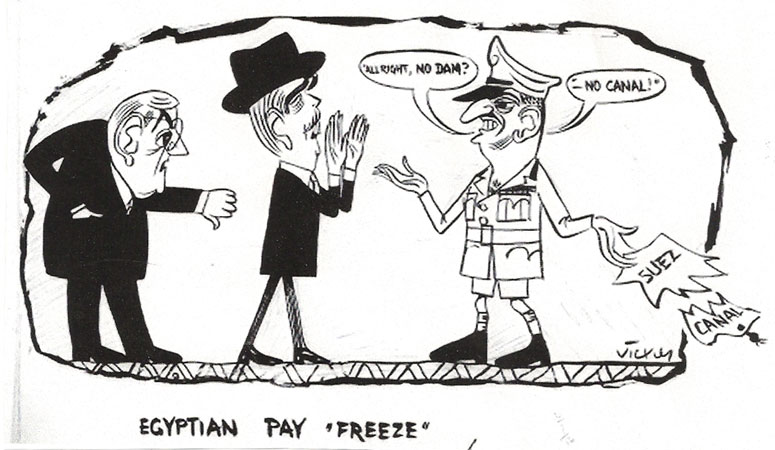 "ALL RIGHT, NO DAM?
— NO CANAL!"
SUEZ
CANAL
Vicky
EGYPTIAN PAY "FREEZE"